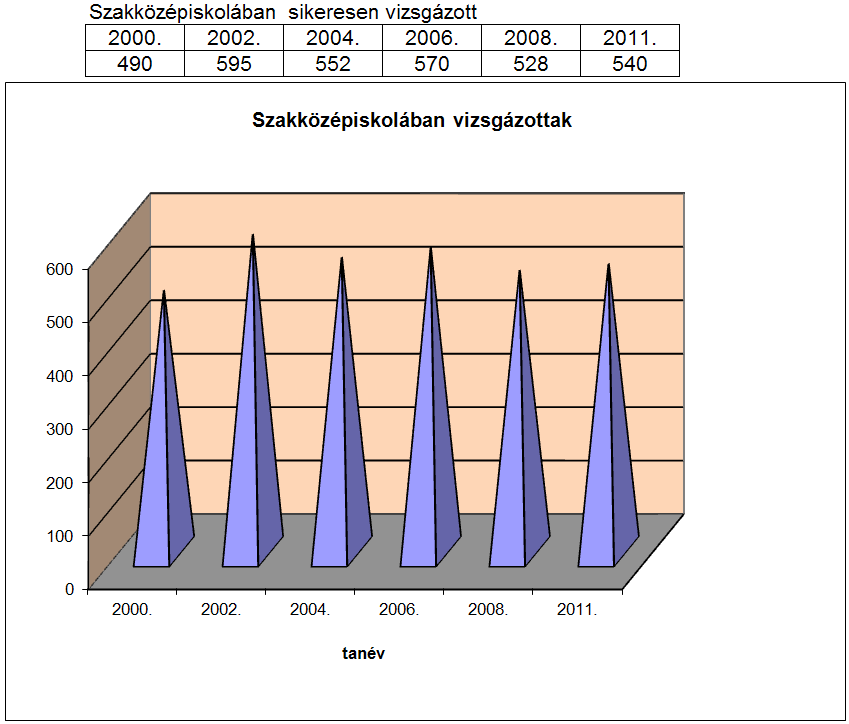 Szakközépiskolában sikeresen vizsgázott
2000. 2002. 2004. 2006. 2008. 2011.
490 595 552 570 528 540
Szakközépiskolában vizsgázottak
600
500
400
300
200
100
0
2000. 2002. 2004. 2006. 2008. 2011.
tanév